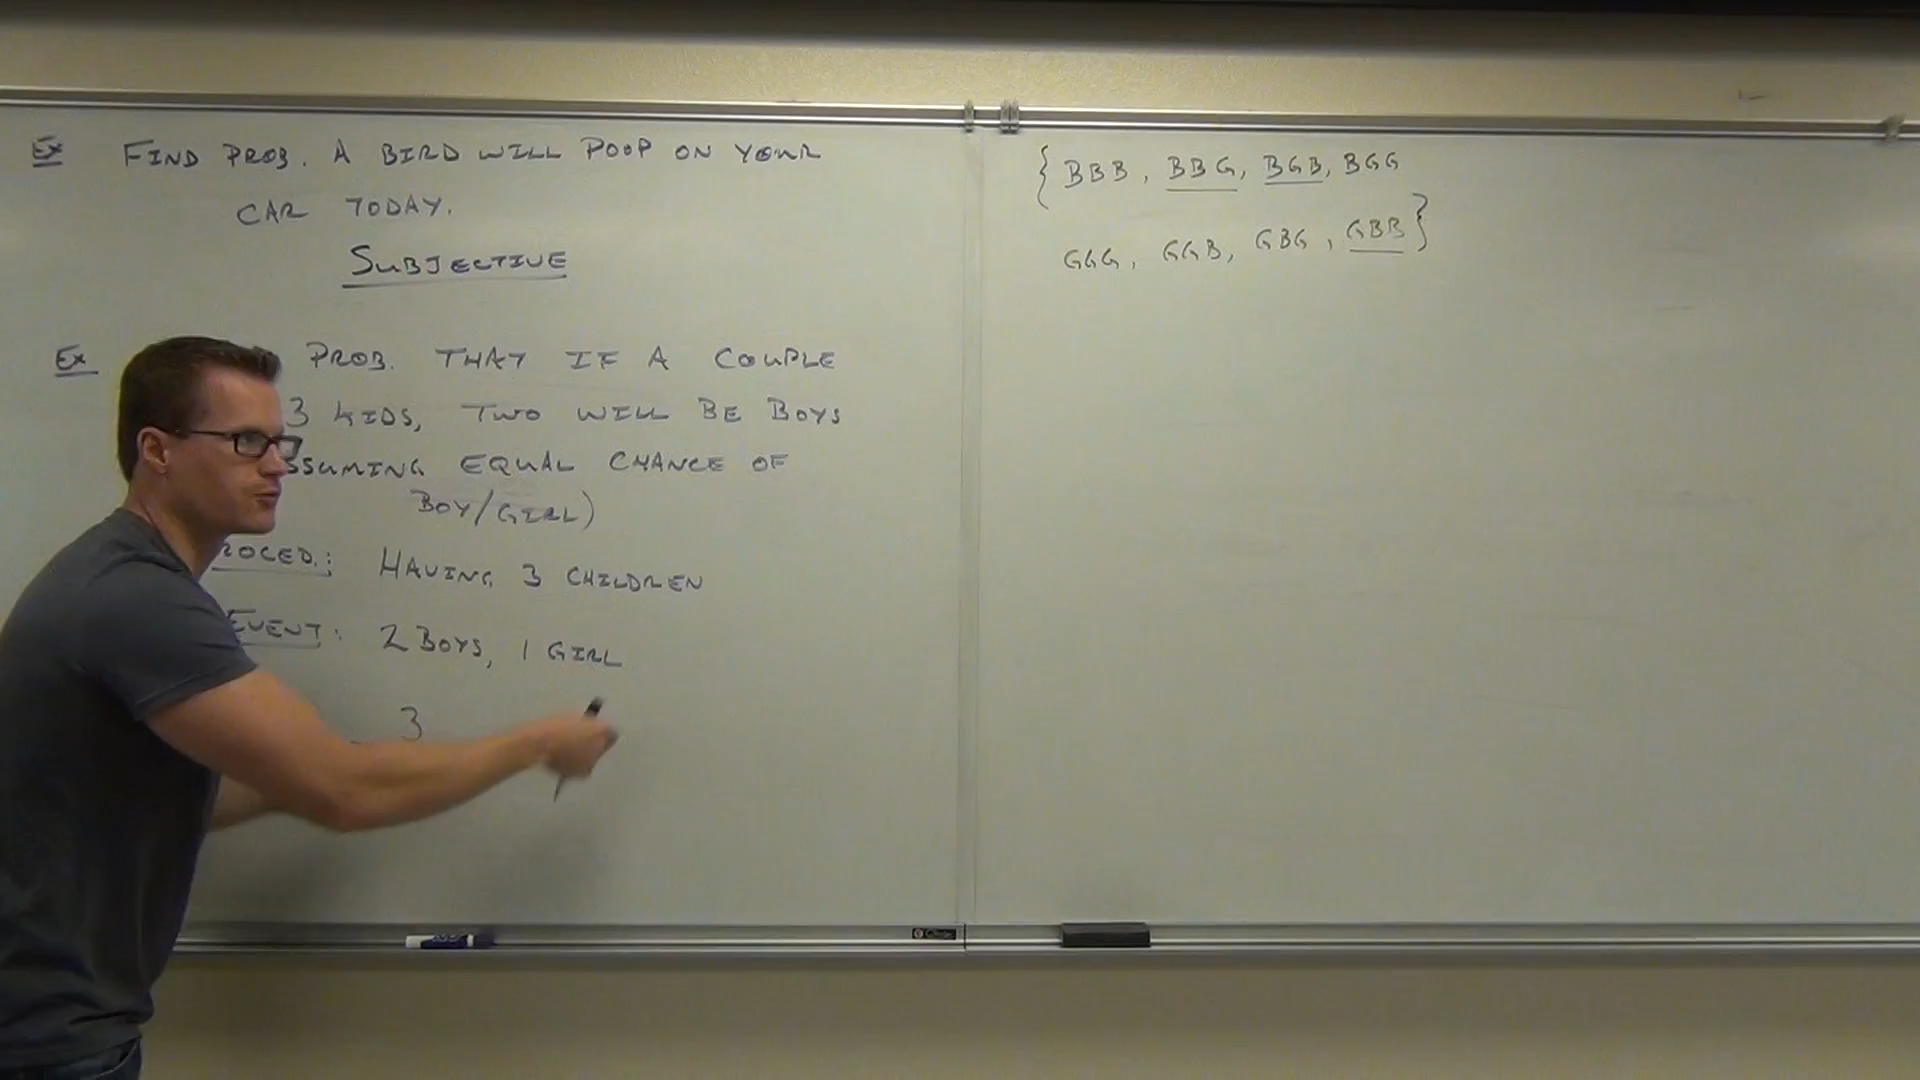 Ex FIND PROB. A BIRD WILL POOP ON YOUR
CAR TODAY.
SUBJECTIVE
Ex PROB. THAT IF A COUPLE
3 KIDS, TWO WILL BE BOYS
SSUMING EQUAL CHANCE OF
BOY/GIRL)
ROCED.: HAVING 3 CHILDREN
EVENT: 2 BOYS, 1 GIRL
3
{BBB, BBG, BGB, BGG
GGG, GGB, GBG, GBB}